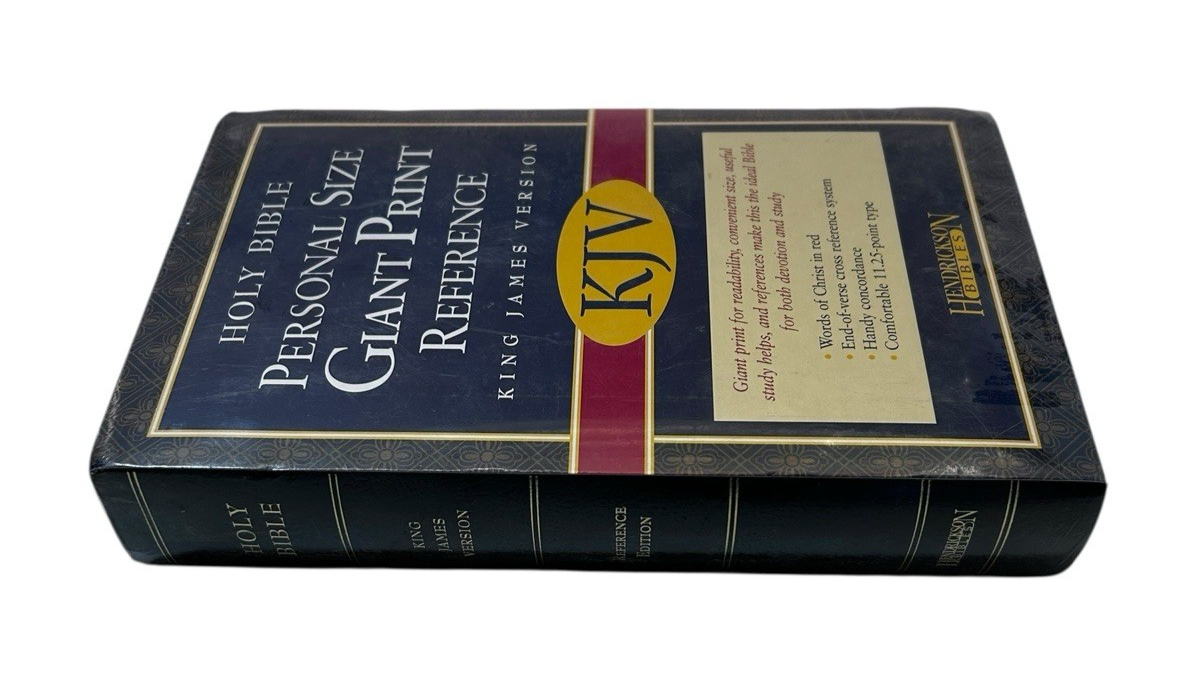 HOLY BIBLE
PERSONAL SIZE
GIANT PRINT
REFERENCE
KING JAMES VERSION
KJV
Giant print for readability, convenient size, useful
study helps, and references make this the ideal Bible
for both devotion and study
• Words of Christ in red
• End-of-verse cross reference system
• Handy concordance
• Comfortable 11.25-point type
HENDRICKSON
BIBLES
HOLY
BIBLE
KING
JAMES
VERSION
REFERENCE
EDITION
HENDRICKSON
BIBLES